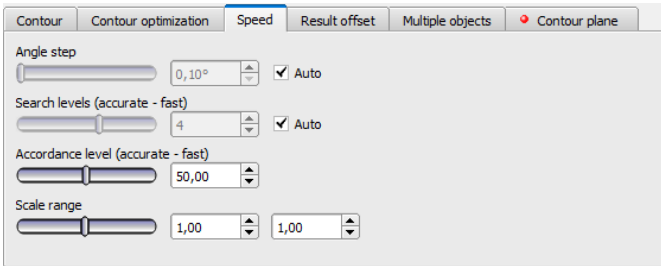 Contour Contour optimization Speed Result offset Multiple objects Contour plane
Angle step
0,10° Auto
Search levels (accurate - fast)
4 Auto
Accordance level (accurate - fast)
50,00
Scale range
1,00 1,00